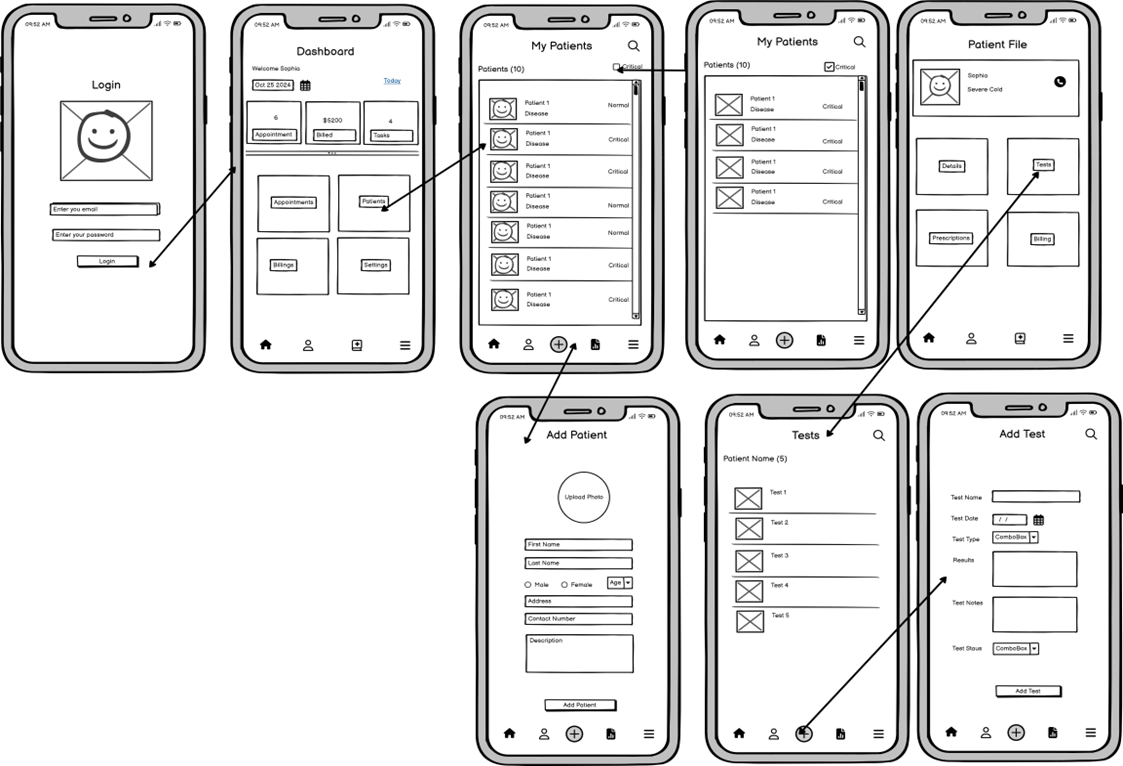 09:52 AM
Login
Enter you email
Enter your password
Login
09:52 AM
Dashboard
Welcome Sophia
Oct 25 2024
Today
6
Appointment
$5200
Billed
4
Tasks
Appointments
Patients
Billings
Settings
09:52 AM
My Patients
Patients (10)
Critical
Patient 1
Disease
Normal
Patient 1
Disease
Critical
Patient 1
Disease
Critical
Patient 1
Disease
Normal
Patient 1
Disease
Normal
Patient 1
Disease
Critical
Patient 1
Disease
Critical
09:52 AM
My Patients
Patients (10)
Critical
Patient 1
Disease
Critical
Patient 1
Disease
Critical
Patient 1
Disease
Critical
Patient 1
Disease
Critical
09:52 AM
Patient File
Sophia
Severe Cold
Details
Tests
Prescriptions
Billing
09:52 AM
Add Patient
Upload Photo
First Name
Last Name
Male
Female
Age
Address
Contact Number
Description
Add Patient
09:52 AM
Tests
Patient Name (5)
Test 1
Test 2
Test 3
Test 4
Test 5
09:52 AM
Add Test
Test Name
Test Date
/ /
Test Type
ComboBox
Results
Test Notes
Test Staus
ComboBox
Add Test